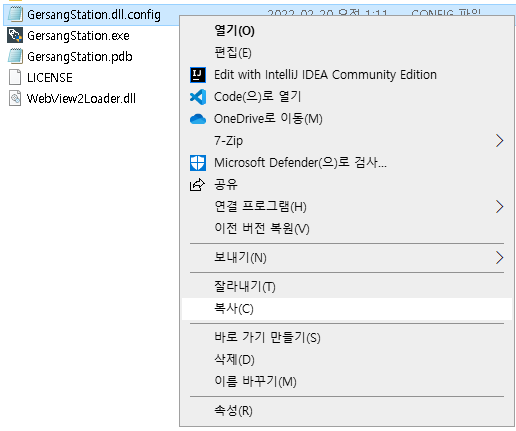 GersangStation.dll.config
2022-02-20 오전 1:11
CONFIG 파일
GersangStation.exe
GersangStation.pdb
LICENSE
WebView2Loader.dll
열기(O)
편집(E)
Edit with IntelliJ IDEA Community Edition
Code(으)로 열기
OneDrive로 이동(M)
7-Zip
Microsoft Defender(으)로 검사...
공유
연결 프로그램(H)
이전 버전 복원(V)
보내기(N)
잘라내기(T)
복사(C)
바로 가기 만들기(S)
삭제(D)
이름 바꾸기(M)
속성(R)